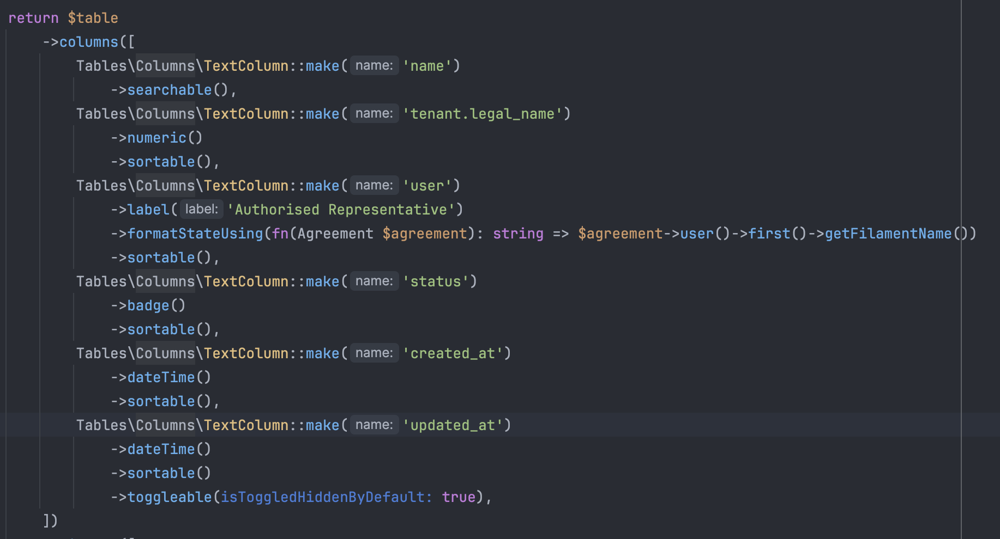 return $table
->columns([
Tables\Columns\TextColumn::make( name: 'name')
->searchable(),
Tables\Columns\TextColumn::make( name: 'tenant.legal_name')
->numeric()
->sortable(),
Tables\Columns\TextColumn::make( name: 'user')
->label( label: 'Authorised Representative')
->formatStateUsing(fn(Agreement $agreement): string => $agreement->user()->first()->getFilamentName())
->sortable(),
Tables\Columns\TextColumn::make( name: 'status')
->badge()
->sortable(),
Tables\Columns\TextColumn::make( name: 'created_at')
->dateTime()
->sortable(),
Tables\Columns\TextColumn::make( name: 'updated_at')
->dateTime()
->sortable()
->toggleable(isToggledHiddenByDefault: true),
])